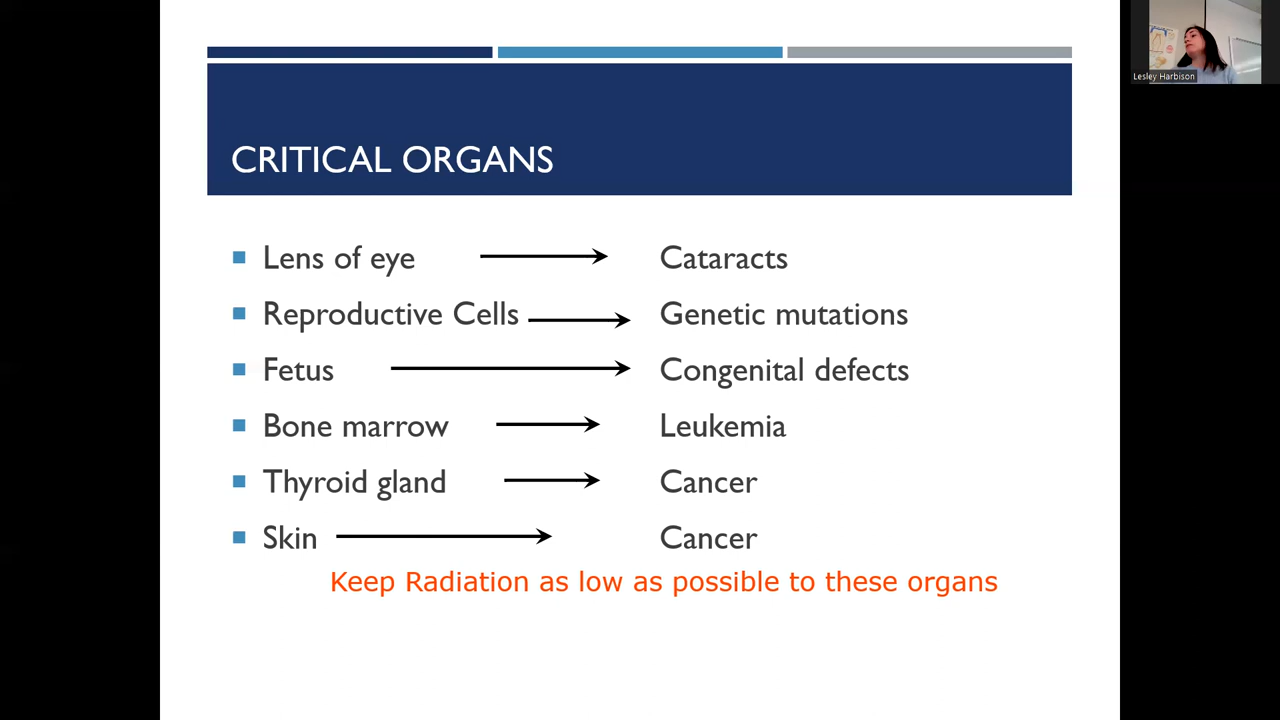 Lesley Harbison
CRITICAL ORGANS
Lens of eye Cataracts
Reproductive Cells Genetic mutations
Fetus Congenital defects
Bone marrow Leukemia
Thyroid gland Cancer
Skin Cancer
Keep Radiation as low as possible to these organs